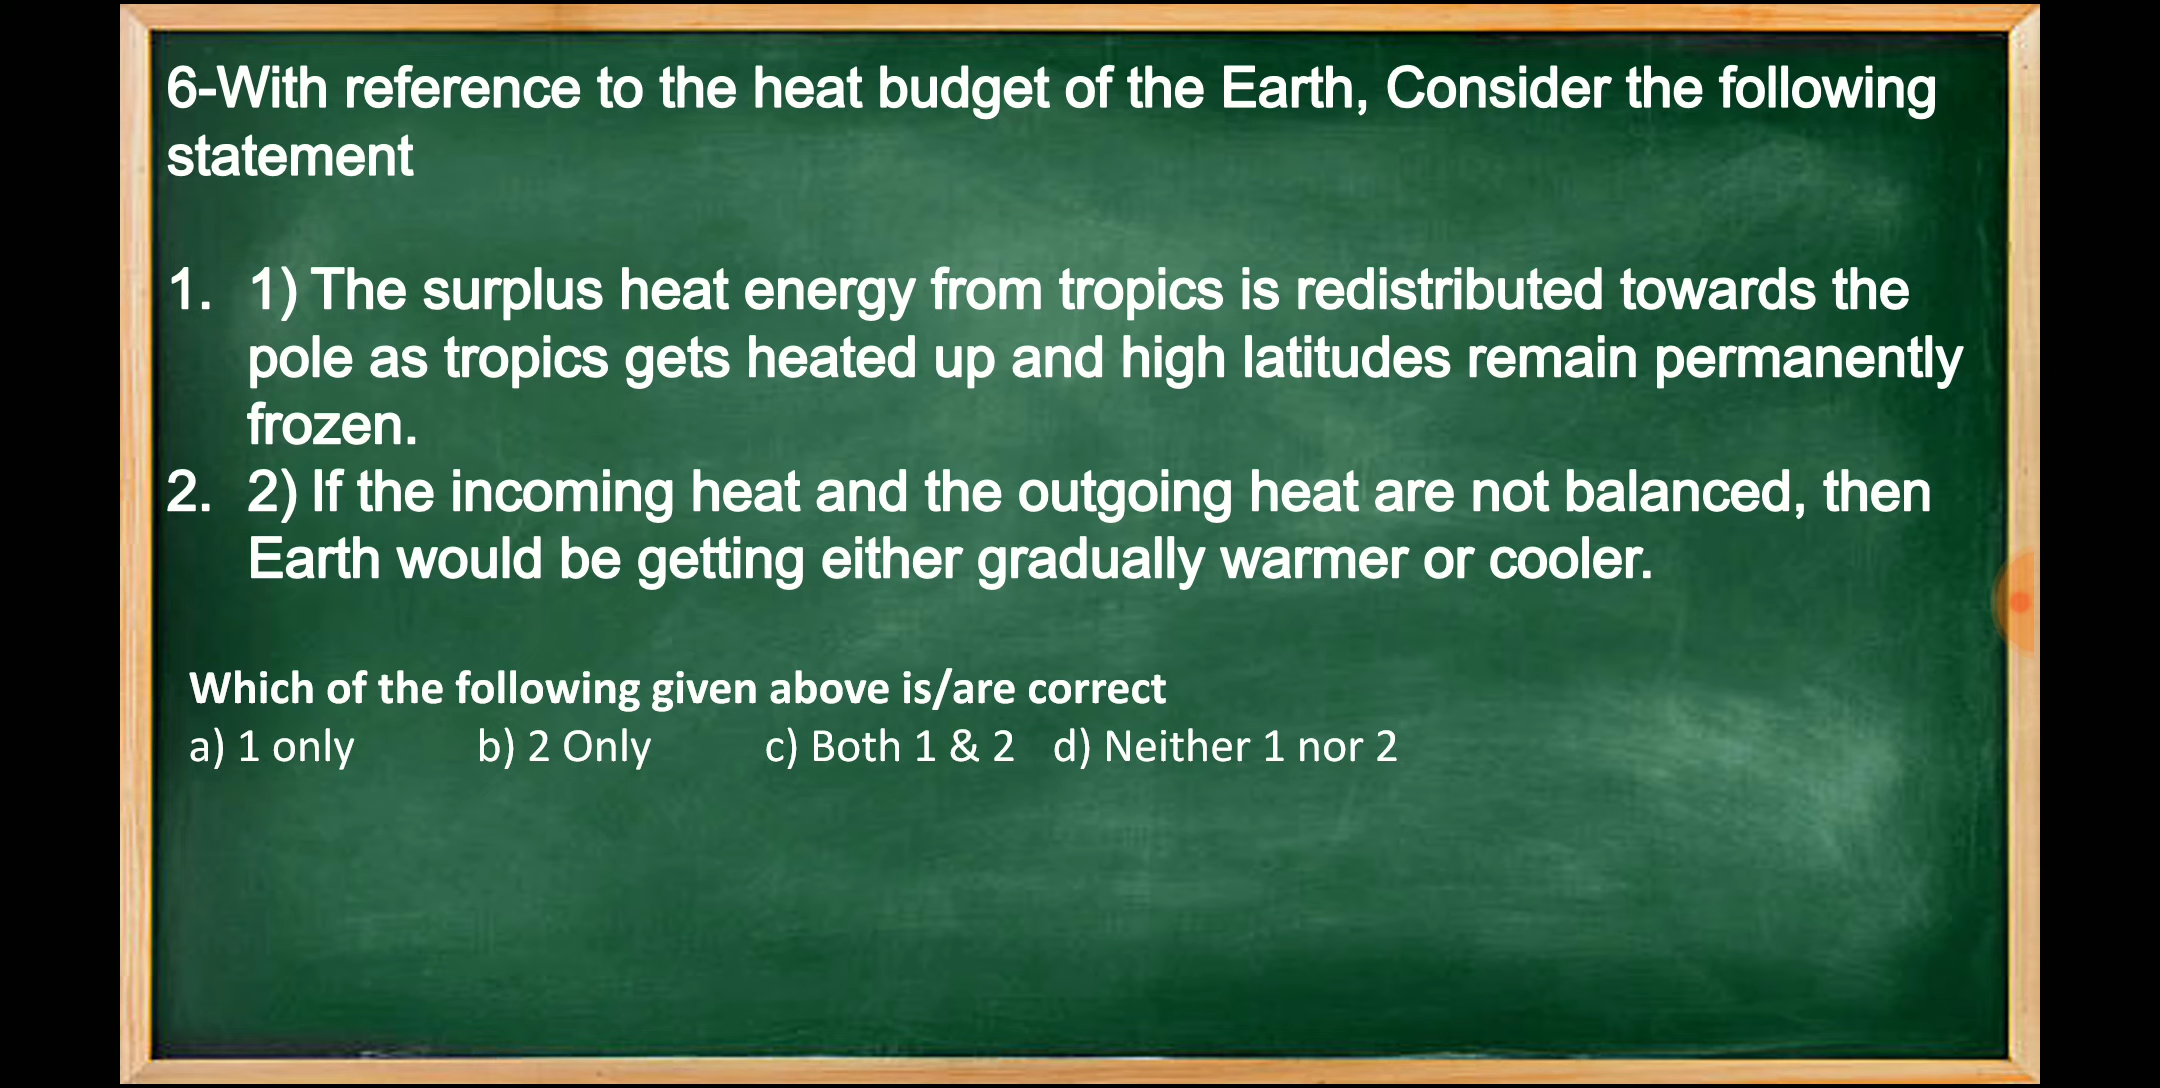 6-With reference to the heat budget of the Earth, Consider the following
statement
1. 1) The surplus heat energy from tropics is redistributed towards the
pole as tropics gets heated up and high latitudes remain permanently
frozen.
2. 2) If the incoming heat and the outgoing heat are not balanced, then
Earth would be getting either gradually warmer or cooler.
Which of the following given above is/are correct
a) 1 only b) 2 Only c) Both 1 & 2 d) Neither 1 nor 2